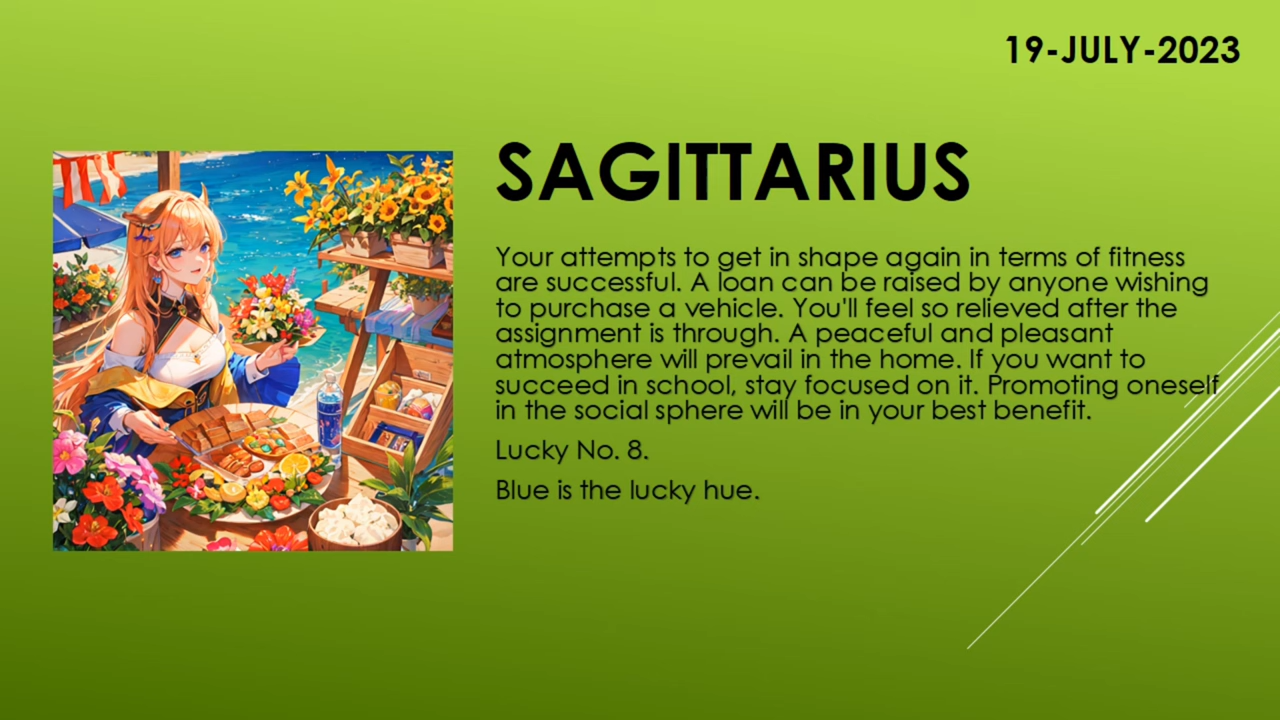 19-JULY-2023
SAGITTARIUS
Your attempts to get in shape again in terms of fitness
are successful. A loan can be raised by anyone wishing
to purchase a vehicle. You'll feel so relieved after the
assignment is through. A peaceful and pleasant
atmosphere will prevail in the home. If you want to
succeed in school, stay focused on it. Promoting oneself
in the social sphere will be in your best benefit.
Lucky No. 8.
Blue is the lucky hue.